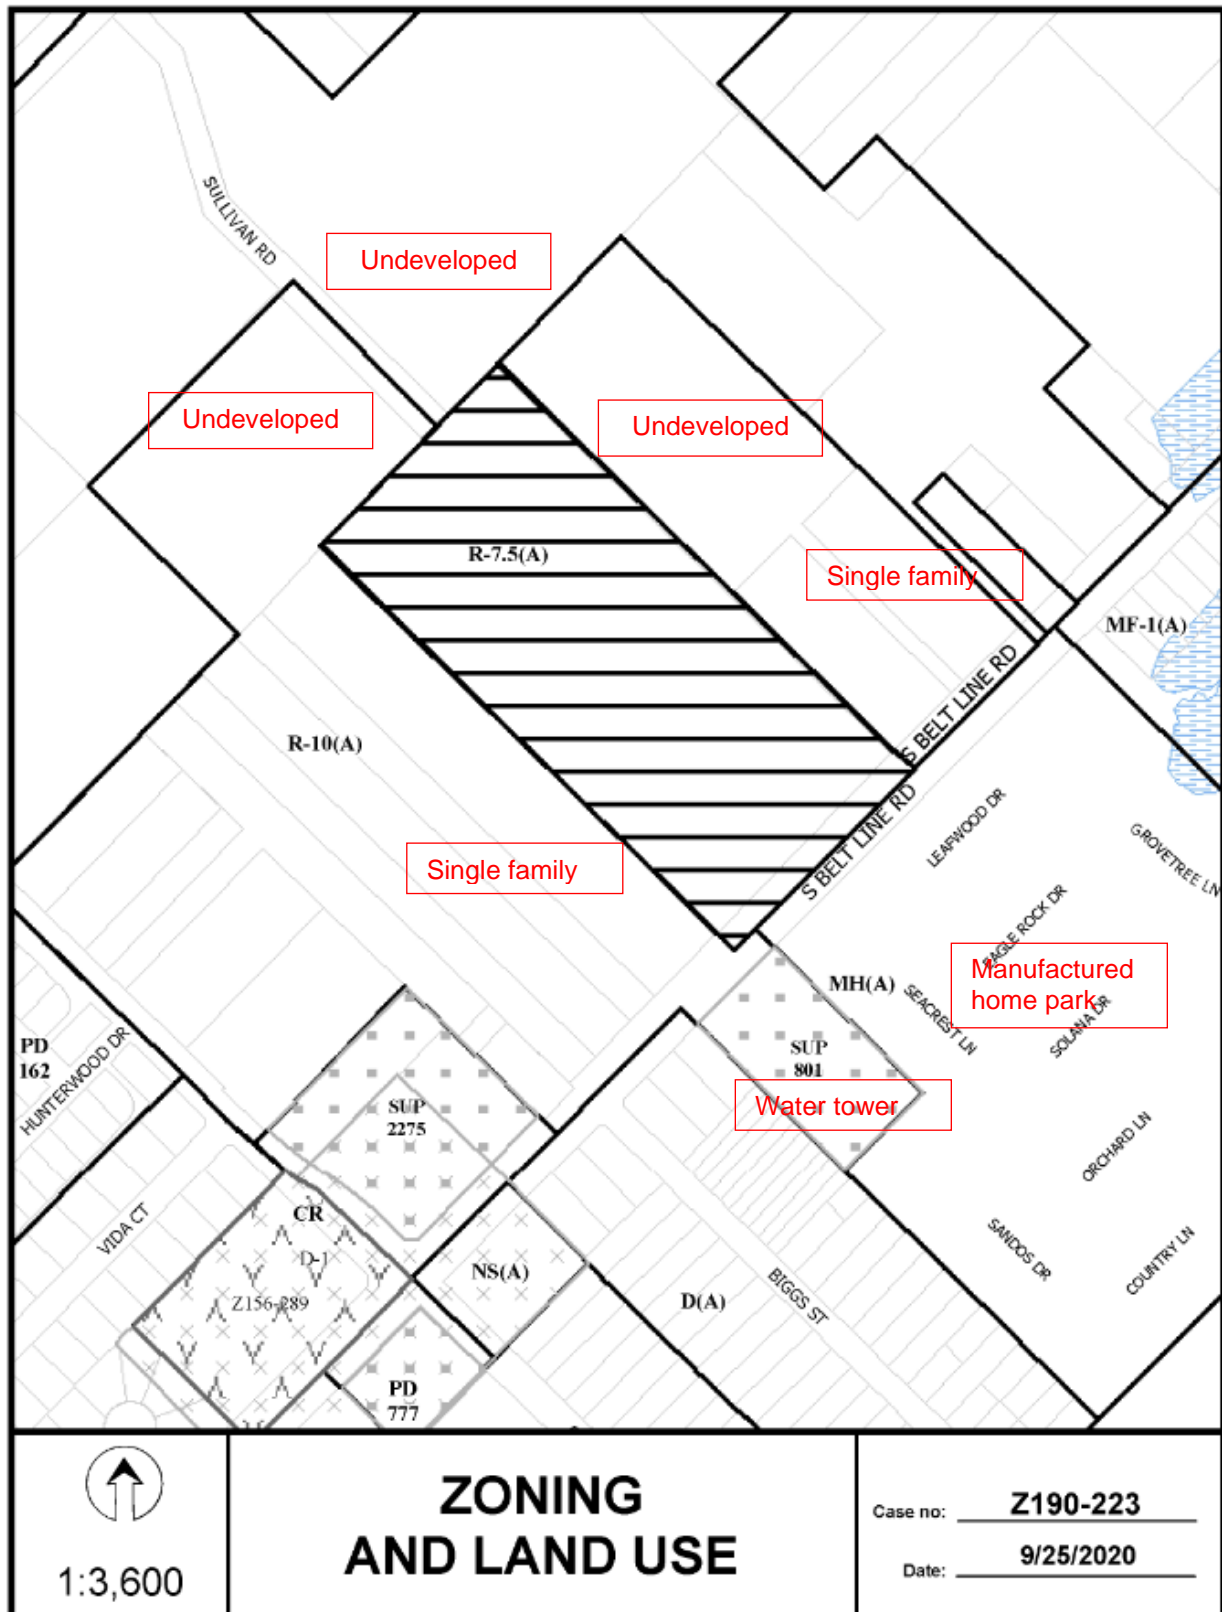 SULLIVAN RD
Undeveloped
Undeveloped
Undeveloped
R-7.5(A)
Single family
MF-1(A)
S BELT LINE RD
R-10(A)
S BELT LINE RD
LEAFWOOD DR
GROVETREE LN
Single family
EAGLE ROCK DR
Manufactured
home park
MH(A)
SEACREST LN
SOLANA DR
PD
162
HUNTERWOOD DR
SUP
801
Water tower
SUP
2275
ORCHARD LN
VIDA CT
CR
D-1
Z156-289
NS(A)
D(A)
BIGGS ST
SANDOS DR
COUNTRY LN
PD
777
1:3,600
ZONING
AND LAND USE
Case no: Z190-223
Date: 9/25/2020